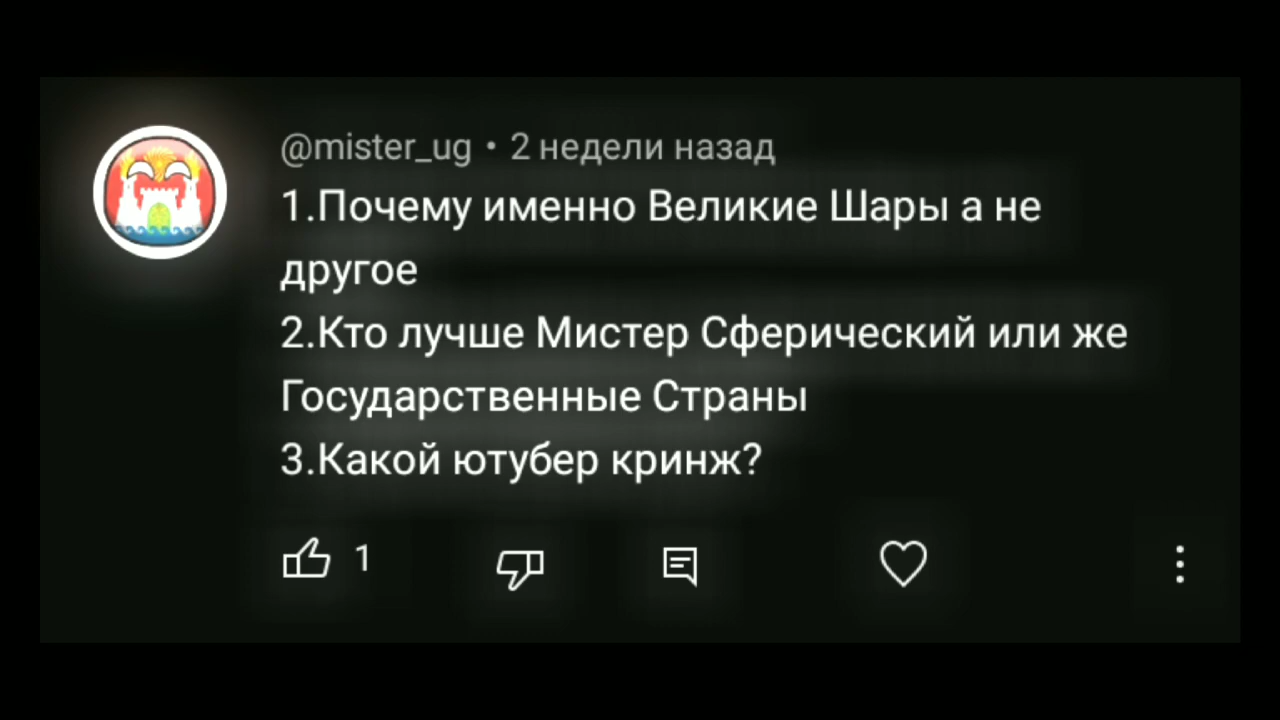 @mister_ug • 2 недели назад
1.Почему именно Великие Шары а не
другое
2.Кто лучше Мистер Сферический или же
Государственные Страны
3.Какой ютубер кринж?
1